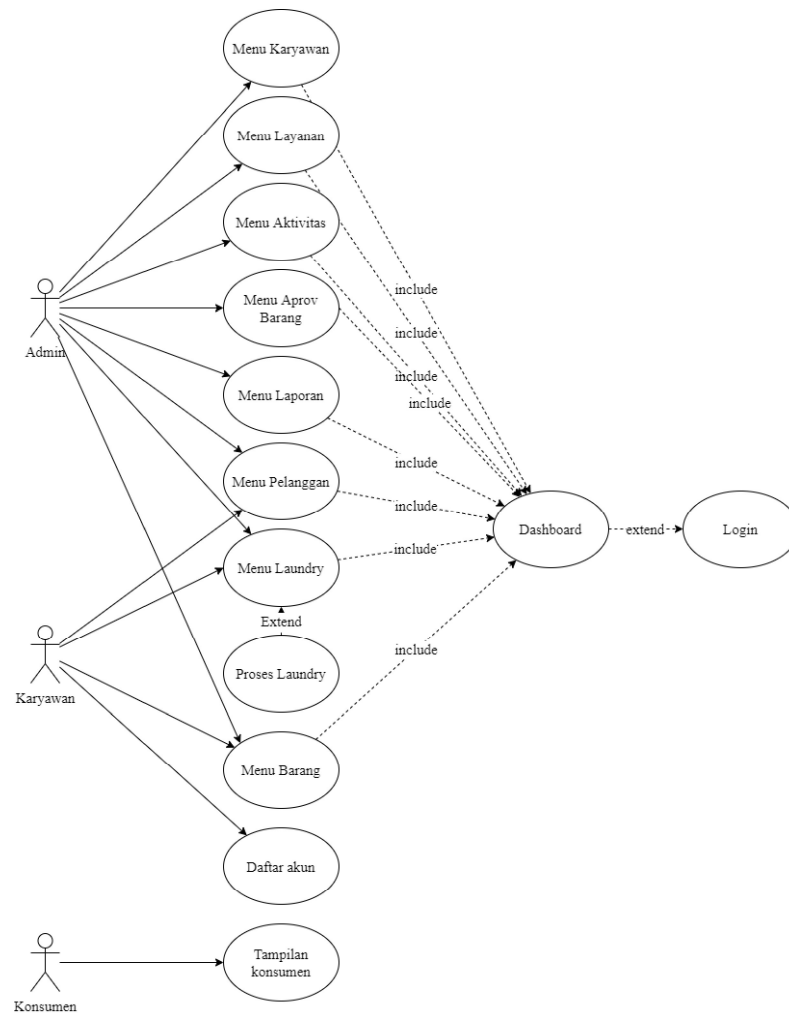 Menu Karyawan
Menu Layanan
Menu Aktivitas
include
Menu Aprov
Barang
include
Admin
include
Menu Laporan
include
include
Menu Pelanggan
include
Dashboard
extend
Login
include
Menu Laundry
Extend
include
Proses Laundry
Karyawan
Menu Barang
Daftar akun
Tampilan
konsumen
Konsumen